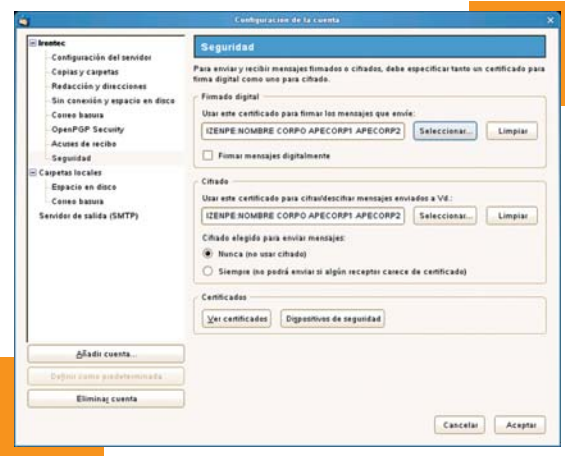 Configuración de la cuenta
Irontec
Configuración del servidor
Copias y carpetas
Redacción y direcciones
Sin conexión y espacio en disco
Correo basura
OpenPGP Security
Acuses de recibo
Seguridad
Carpetas locales
Espacio en disco
Correo basura
Servidor de salida (SMTP)
Añadir cuenta...
Definir como predeterminada
Eliminar cuenta
Seguridad
Para enviar y recibir mensajes firmados o cifrados, debe especificar tanto un certificado para
firma digital como uno para cifrado.
Firmado digital
Usar este certificado para firmar los mensajes que envíe:
IZENPE:NOMBRE CORPO APECORP1 APECORP2 Seleccionar... Limpiar
Firmar mensajes digitalmente
Cifrado
Usar este certificado para cifrar/descifrar mensajes enviados a Vd.:
IZENPE:NOMBRE CORPO APECORP1 APECORP2 Seleccionar... Limpiar
Cifrado elegido para enviar mensajes:
Nunca (no usar cifrado)
Siempre (no podrá enviar si algún receptor carece de certificado)
Certificados
Ver certificados Dispositivos de seguridad
Cancelar Aceptar